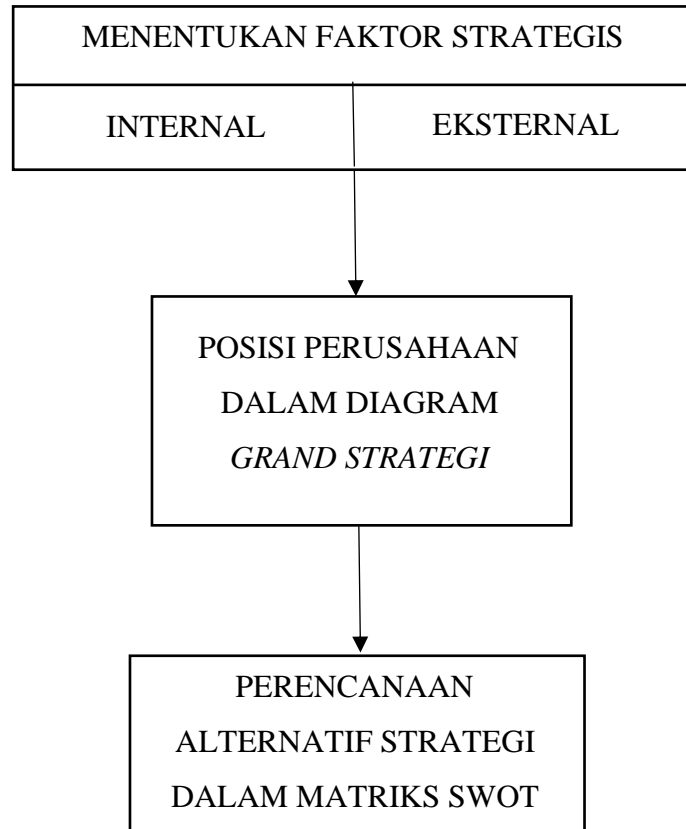 MENENTUKAN FAKTOR STRATEGIS
INTERNAL
EKSTERNAL
POSISI PERUSAHAAN
DALAM DIAGRAM
GRAND STRATEGI
PERENCANAAN
ALTERNATIF STRATEGI
DALAM MATRIKS SWOT